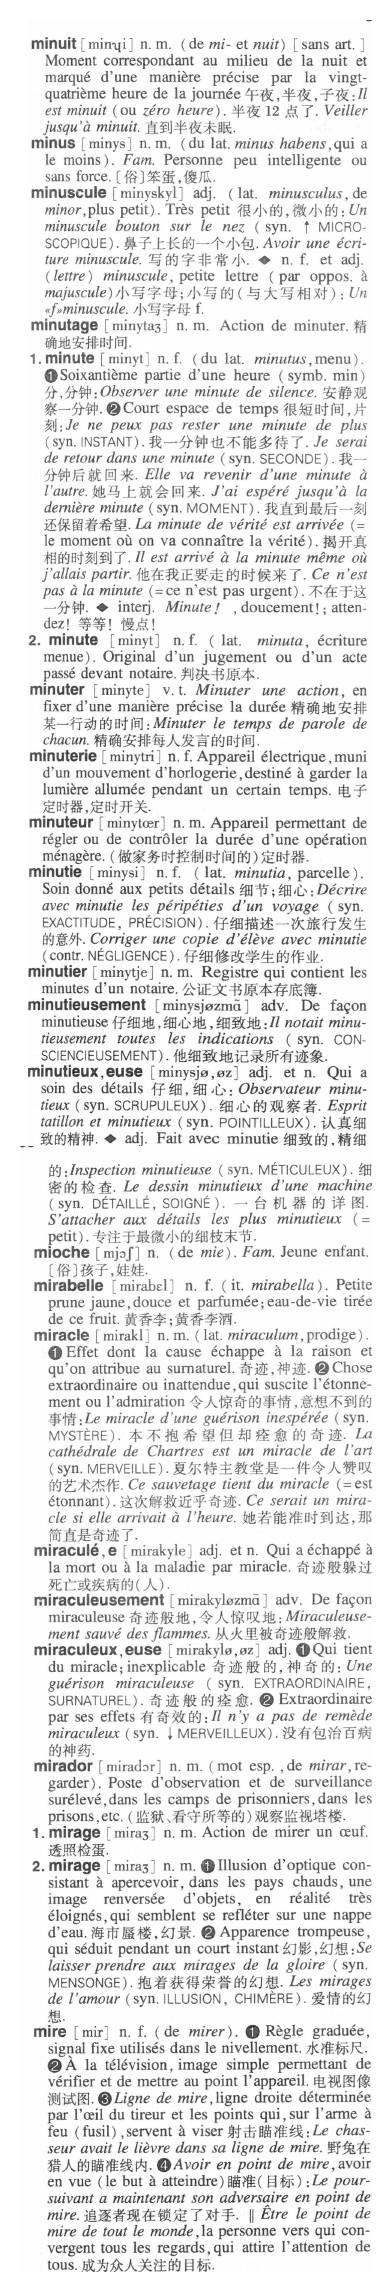 minuit [minɥi] n. m. (de mi- et nuit) [sans art. ]
Moment correspondant au milieu de la nuit et
marqué d'une manière précise par la vingt-
quatrième heure de la journée 午夜,半夜,子夜:Il
est minuit (ou zéro heure). 半夜 12 点了. Veiller
jusqu'à minuit. 直到半夜未眠.
minus [minys] n. m. (du lat. minus habens,qui a
le moins). Fam. Personne peu intelligente ou
sans force. [俗]笨蛋,傻瓜.
minuscule [minyskyl] adj. (lat. minusculus, de
minor,plus petit). Très petit 很小的,微小的:Un
minuscule bouton sur le nez (syn. ↑ MICRO-
SCOPIQUE). 鼻子上长的一个小包. Avoir une écri-
ture minuscule. 写的字非常小. ◆ n. f. et adj.
(lettre) minuscule, petite lettre (par oppos. à
majuscule)小写字母;小写的(与大写相对):Un
«f»minuscule. 小写字母 f.
minutage [minytaʒ] n. m. Action de minuter. 精
确地安排时间.
1. minute [minyt] n. f. (du lat. minutus,menu).
❶Soixantième partie d'une heure (symb. min)
分,分钟:Observer une minute de silence. 安静观
察一分钟. ❷Court espace de temps 很短时间,片
刻:Je ne peux pas rester une minute de plus
(syn. INSTANT). 我一分钟也不能多待了. Je serai
de retour dans une minute (syn. SECONDE). 我一
分钟后就回来. Elle va revenir d'une minute à
l'autre. 她马上就会回来. J'ai espéré jusqu'à la
dernière minute (syn. MOMENT). 我直到最后一刻
还保留着希望. La minute de vérité est arrivée (=
le moment où on va connaître la vérité). 揭开真
相的时刻到了. Il est arrivé à la minute même où
j'allais partir. 他在我正要走的时候来了. Ce n'est
pas à la minute (=ce n'est pas urgent). 不在于这
一分钟. ◆ interj. Minute! ,doucement!; atten-
dez! 等等! 慢点!
2. minute [minyt] n. f. (lat. minuta, écriture
menue). Original d'un jugement ou d'un acte
passé devant notaire. 判决书原本.
minuter [minyte] v. t. Minuter une action, en
fixer d'une manière précise la durée 精确地安排
某一行动的时间:Minuter le temps de parole de
chacun. 精确安排每人发言的时间.
minuterie [minytri] n. f. Appareil électrique,muni
d'un mouvement d'horlogerie,destiné à garder la
lumière allumée pendant un certain temps. 电子
定时器,定时开关.
minuteur [minytœr] n. m. Appareil permettant de
régler ou de contrôler la durée d'une opération
ménagère. (做家务时控制时间的)定时器.
minutie [minysi] n. f. (lat. minutia, parcelle).
Soin donné aux petits détails 细节;细心:Décrire
avec minutie les péripéties d'un voyage (syn.
EXACTITUDE, PRÉCISION). 仔细描述一次旅行发生
的意外. Corriger une copie d'élève avec minutie
(contr. NÉGLIGENCE). 仔细修改学生的作业.
minutier [minytje] n. m. Registre qui contient les
minutes d'un notaire. 公证文书原本存底簿.
minutieusement [minysjøzmɑ̃] adv. De façon
minutieuse 仔细地,细心地,细致地:Il notait minu-
tieusement toutes les indications (syn. CON-
SCIENCIEUSEMENT). 他细致地记录所有迹象.
minutieux,euse [minysjø,øz] adj. et n. Qui a
soin des détails 仔细,细心: Observateur minu-
tieux (syn. SCRUPULEUX). 细心的观察者. Esprit
tatillon et minutieux (syn. POINTILLEUX). 认真细
致的精神. ◆ adj. Fait avec minutie 细致的,精细
的:Inspection minutieuse (syn. MÉTICULEUX). 细
密的检查. Le dessin minutieux d'une machine
(syn. DÉTAILLÉ, SOIGNÉ). 一台机器的详图.
S'attacher aux détails les plus minutieux (=
petit). 专注于最微小的细枝末节.
mioche [mjɔʃ] n. (de mie). Fam. Jeune enfant.
[俗]孩子,娃娃.
mirabelle [mirabɛl] n. f. (it. mirabella). Petite
prune jaune,douce et parfumée;eau-de-vie tirée
de ce fruit. 黄香李;黄香李酒.
miracle [mirakl] n. m. (lat. miraculum,prodige).
❶Effet dont la cause échappe à la raison et
qu'on attribue au surnaturel. 奇迹,神迹. ❷Chose
extraordinaire ou inattendue,qui suscite l'étonne-
ment ou l'admiration 令人惊奇的事情,意想不到的
事情:Le miracle d'une guérison inespérée (syn.
MYSTÈRE). 本不抱希望但却痊愈的奇迹. La
cathédrale de Chartres est un miracle de l'art
(syn. MERVEILLE). 夏尔特主教堂是一件令人赞叹
的艺术杰作. Ce sauvetage tient du miracle (=est
étonnant). 这次解救近乎奇迹. Ce serait un mira-
cle si elle arrivait à l'heure. 她若能准时到达,那
简直是奇迹了.
miraculé,e [mirakyle] adj. et n. Qui a échappé à
la mort ou à la maladie par miracle. 奇迹般躲过
死亡或疾病的(人).
miraculeusement [mirakyløzmɑ̃] adv. De façon
miraculeuse 奇迹般地,令人惊叹地: Miraculeuse-
ment sauvé des flammes. 从火里被奇迹般解救.
miraculeux,euse [mirakylø,øz] adj. ❶Qui tient
du miracle; inexplicable 奇迹般的,神奇的: Une
guérison miraculeuse (syn. EXTRAORDINAIRE,
SURNATUREL). 奇迹般的痊愈. ❷ Extraordinaire
par ses effets 有奇效的: Il n'y a pas de remède
miraculeux (syn. ↓MERVEILLEUX). 没有包治百病
的神药.
mirador [miradɔr] n. m. (mot esp. ,de mirar,re-
garder). Poste d'observation et de surveillance
surélevé,dans les camps de prisonniers,dans les
prisons,etc. (监狱、看守所等的)观察监视塔楼.
1. mirage [miraʒ] n. m. Action de mirer un œuf.
透照检蛋.
2. mirage [miraʒ] n. m. ❶Illusion d'optique con-
sistant à apercevoir, dans les pays chauds, une
image renversée d'objets, en réalité très
éloignés,qui semblent se refléter sur une nappe
d'eau. 海市蜃楼,幻景. ❷ Apparence trompeuse,
qui séduit pendant un court instant 幻影,幻想:Se
laisser prendre aux mirages de la gloire (syn.
MENSONGE). 抱着获得荣誉的幻想. Les mirages
de l'amour (syn. ILLUSION, CHIMÈRE). 爱情的幻
想.
mire [mir] n. f. (de mirer). ❶ Règle graduée,
signal fixe utilisés dans le nivellement. 水准标尺.
❷À la télévision, image simple permettant de
vérifier et de mettre au point l'appareil. 电视图像
测试图. ❸Ligne de mire,ligne droite déterminée
par l'œil du tireur et les points qui,sur l'arme à
feu (fusil),servent à viser 射击瞄准线: Le chas-
seur avait le lièvre dans sa ligne de mire. 野兔在
猎人的瞄准线内. ❹Avoir en point de mire,avoir
en vue (le but à atteindre)瞄准(目标):Le pour-
suivant a maintenant son adversaire en point de
mire. 追逐者现在锁定了对手. ‖ Être le point de
mire de tout le monde,la personne vers qui con-
vergent tous les regards,qui attire l'attention de
tous. 成为众人关注的目标.